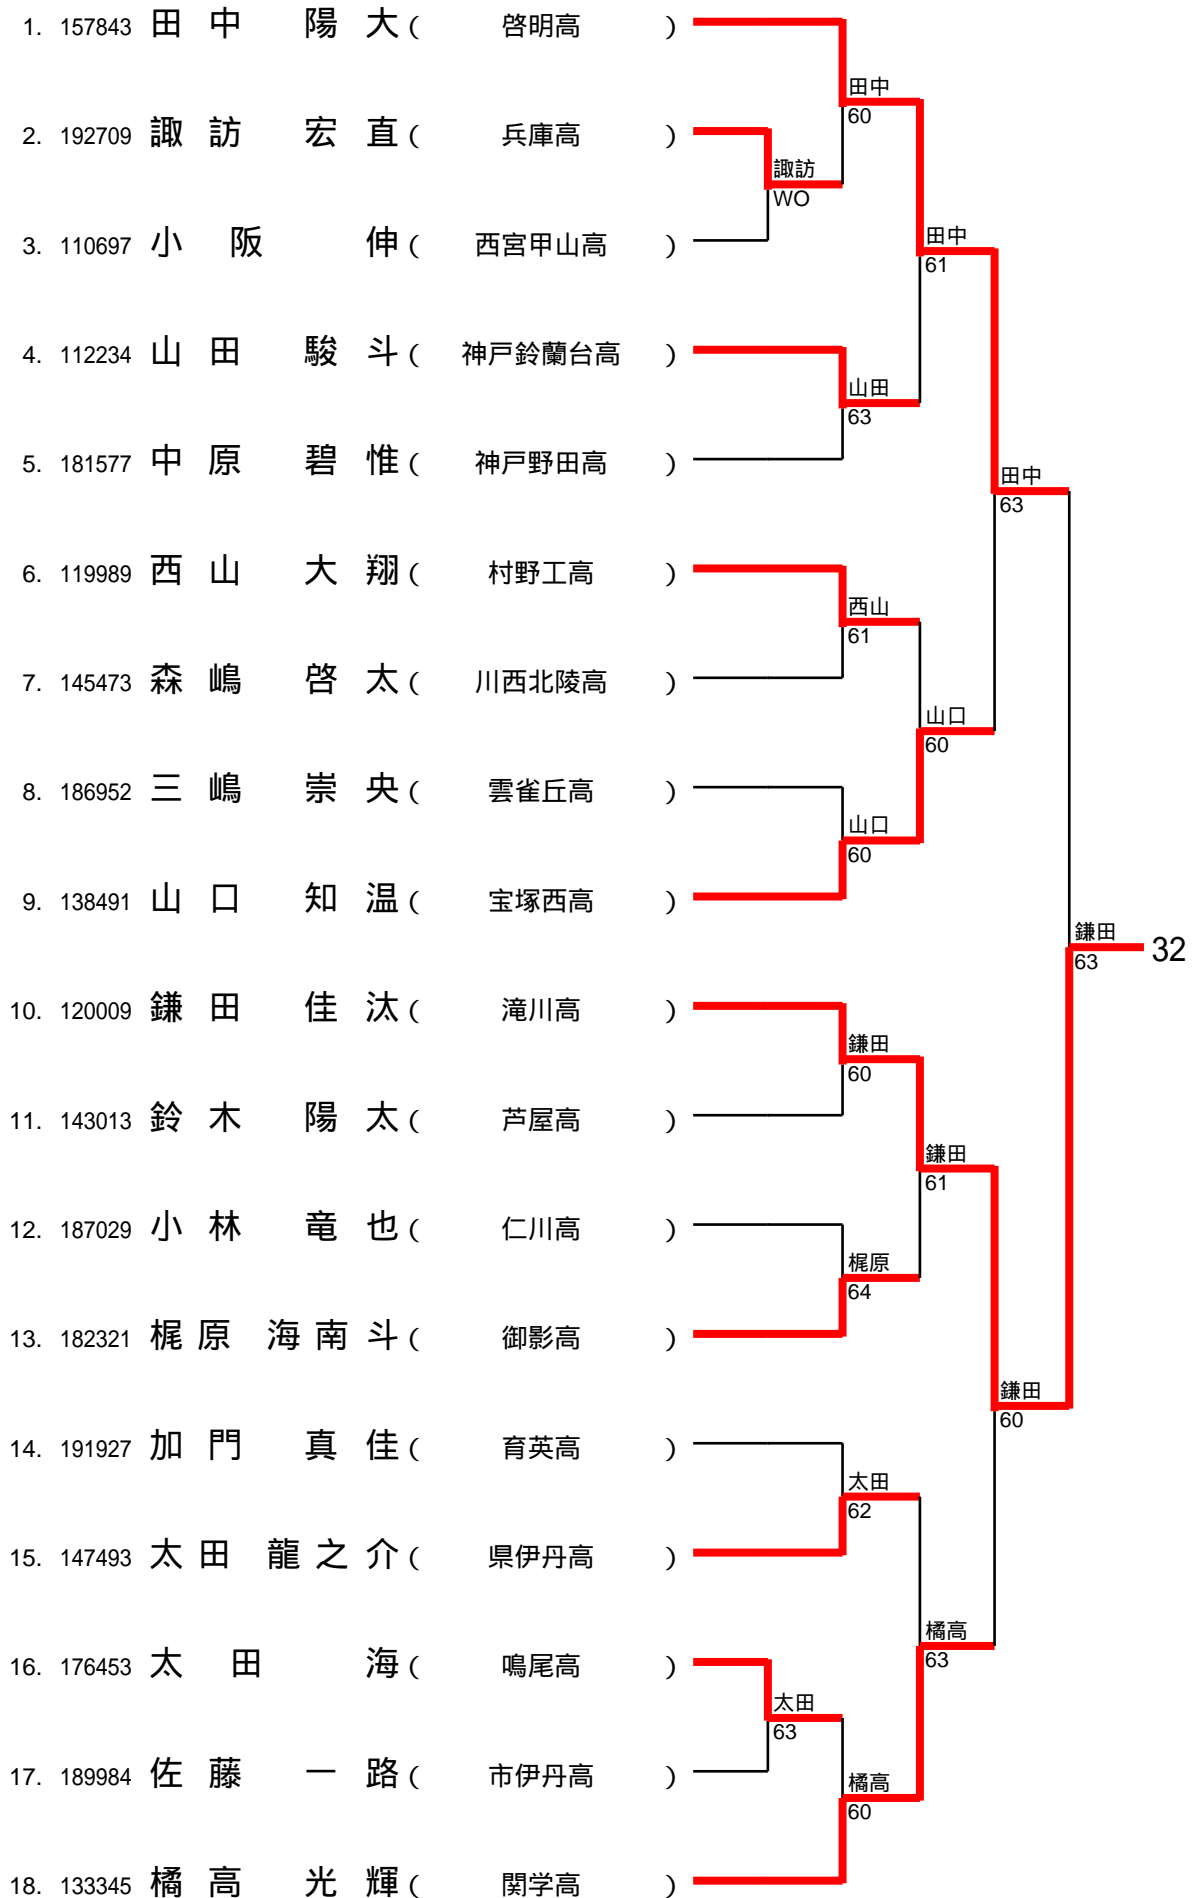 1. 157843 田中 陽大 ( 啓明高 )
田中
60
2. 192709 諏訪 宏直 ( 兵庫高 )
諏訪
WO
3. 110697 小阪 伸 ( 西宮甲山高 )
田中
61
4. 112234 山田 駿斗 ( 神戸鈴蘭台高 )
山田
63
5. 181577 中原 碧惟 ( 神戸野田高 )
田中
63
6. 119989 西山 大翔 ( 村野工高 )
西山
61
7. 145473 森嶋 啓太 ( 川西北陵高 )
山口
60
8. 186952 三嶋 崇央 ( 雲雀丘高 )
山口
60
9. 138491 山口 知温 ( 宝塚西高 )
鎌田
63
32
10. 120009 鎌田 佳汰 ( 滝川高 )
鎌田
60
11. 143013 鈴木 陽太 ( 芦屋高 )
鎌田
61
12. 187029 小林 竜也 ( 仁川高 )
梶原
64
13. 182321 梶原 海南斗 ( 御影高 )
鎌田
60
14. 191927 加門 真佳 ( 育英高 )
太田
62
15. 147493 太田 龍之介 ( 県伊丹高 )
橘高
63
16. 176453 太田 海 ( 鳴尾高 )
太田
63
17. 189984 佐藤 一路 ( 市伊丹高 )
橘高
60
18. 133345 橘高 光輝 ( 関学高 )